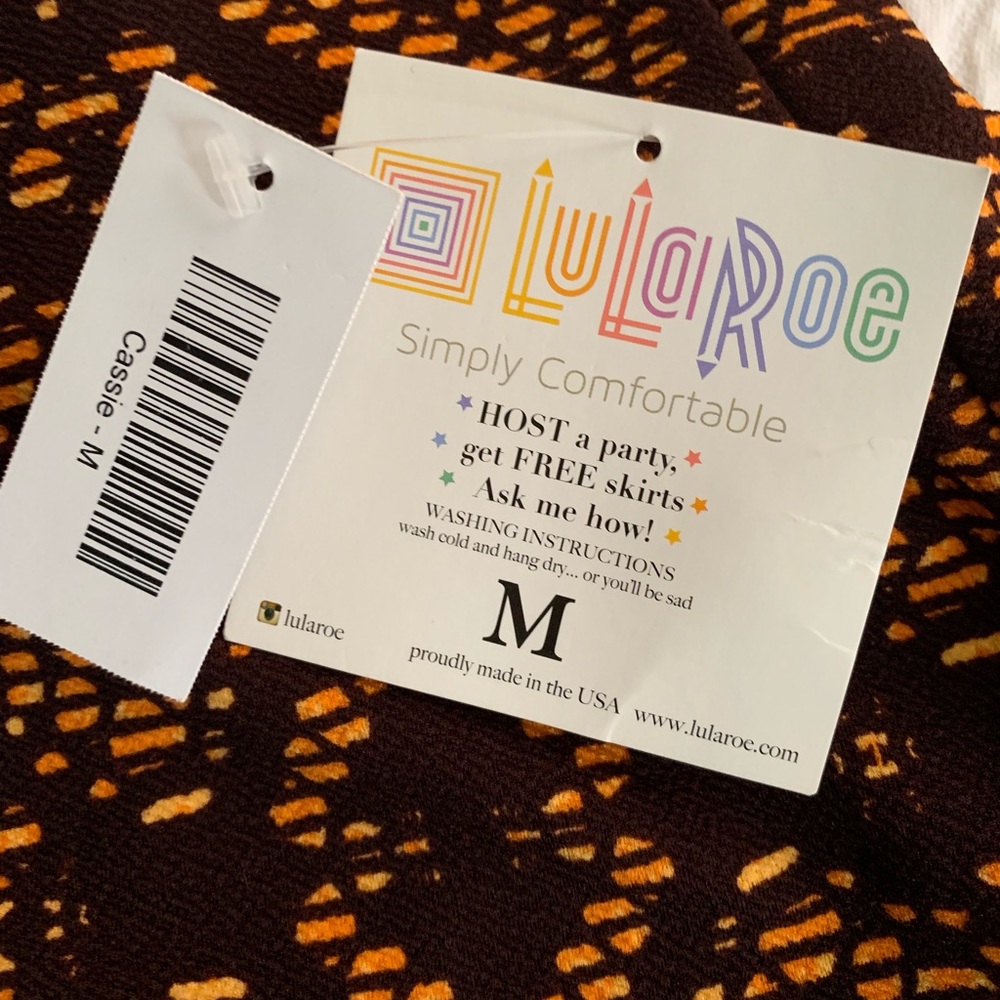 Cassie - M
LuLaRoe
Simply Comfortable
HOST a party,
get FREE skirts
Ask me how!
WASHING INSTRUCTIONS
wash cold and hang dry... or you'll be sad
M
lularoe
proudly made in the USA
www.lularoe.com